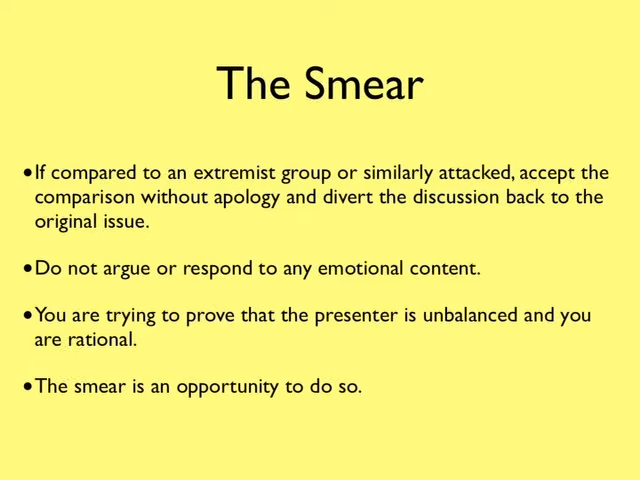 The Smear
•If compared to an extremist group or similarly attacked, accept the
comparison without apology and divert the discussion back to the
original issue.
•Do not argue or respond to any emotional content.
•You are trying to prove that the presenter is unbalanced and you
are rational.
•The smear is an opportunity to do so.